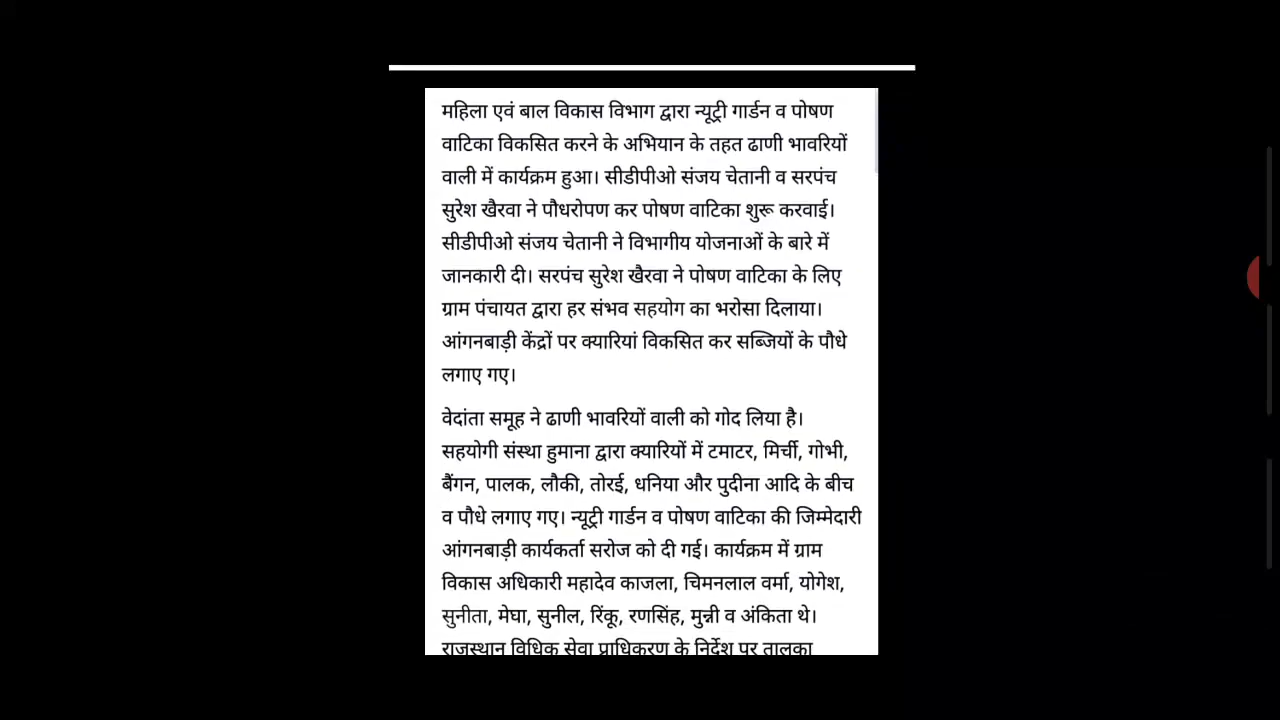 महिला एवं बाल विकास विभाग द्वारा न्यूट्री गार्डन व पोषण
वाटिका विकसित करने के अभियान के तहत ढाणी भावरियों
वाली में कार्यक्रम हुआ। सीडीपीओ संजय चेतानी व सरपंच
सुरेश खैरवा ने पौधरोपण कर पोषण वाटिका शुरू करवाई।
सीडीपीओ संजय चेतानी ने विभागीय योजनाओं के बारे में
जानकारी दी। सरपंच सुरेश खैरवा ने पोषण वाटिका के लिए
ग्राम पंचायत द्वारा हर संभव सहयोग का भरोसा दिलाया।
आंगनबाड़ी केंद्रों पर क्यारियां विकसित कर सब्जियों के पौधे
लगाए गए।
वेदांता समूह ने ढाणी भावरियों वाली को गोद लिया है।
सहयोगी संस्था हुमाना द्वारा क्यारियों में टमाटर, मिर्ची, गोभी,
बैंगन, पालक, लौकी, तोरई, धनिया और पुदीना आदि के बीच
व पौधे लगाए गए। न्यूट्री गार्डन व पोषण वाटिका की जिम्मेदारी
आंगनबाड़ी कार्यकर्ता सरोज को दी गई। कार्यक्रम में ग्राम
विकास अधिकारी महादेव काजला, चिमनलाल वर्मा, योगेश,
सुनीता, मेघा, सुनील, रिंकू, रणसिंह, मुन्नी व अंकिता थे।
राजस्थान विधिक सेवा प्राधिकरण के निर्देश पर तालुका